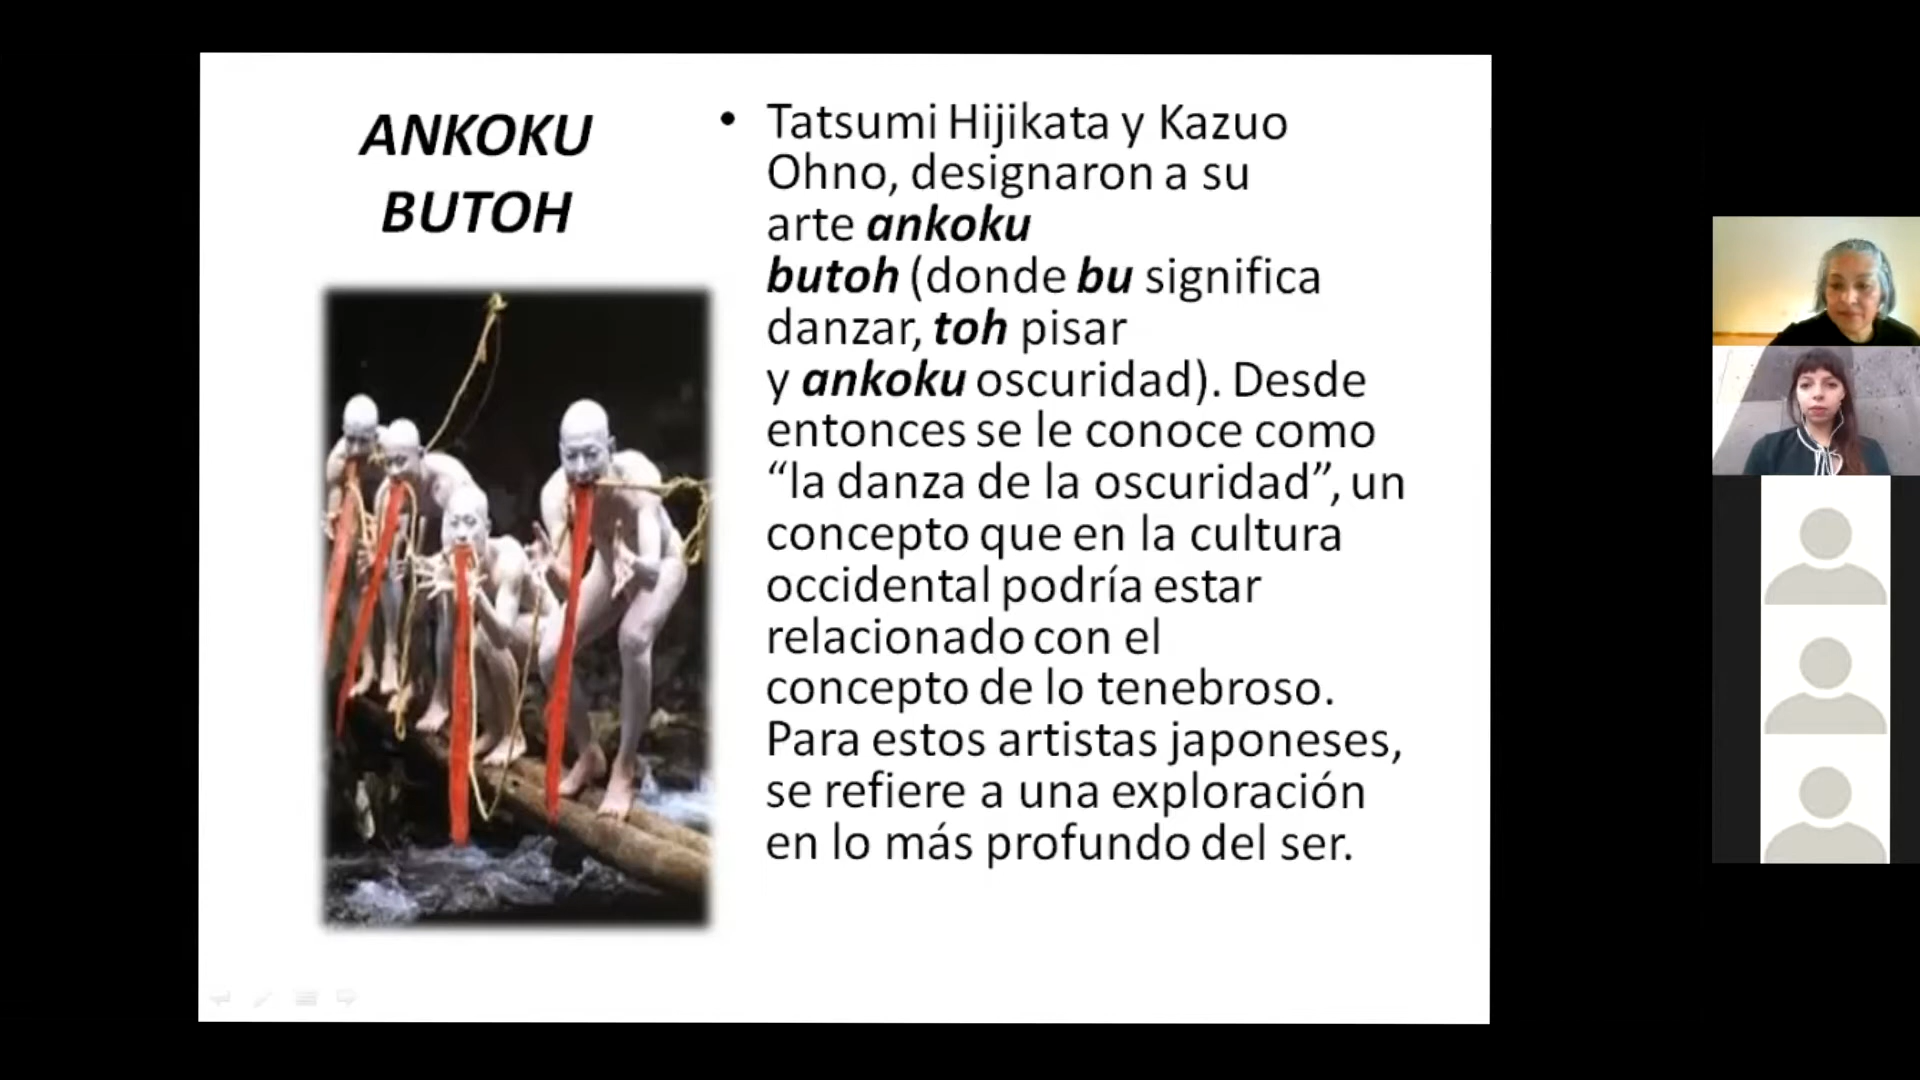 ANKOKU
BUTOH
• Tatsumi Hijikata y Kazuo
Ohno, designaron a su
arte ankoku
butoh (donde bu significa
danzar, toh pisar
y ankoku oscuridad). Desde
entonces se le conoce como
“la danza de la oscuridad”, un
concepto que en la cultura
occidental podría estar
relacionado con el
concepto de lo tenebroso.
Para estos artistas japoneses,
se refiere a una exploración
en lo más profundo del ser.